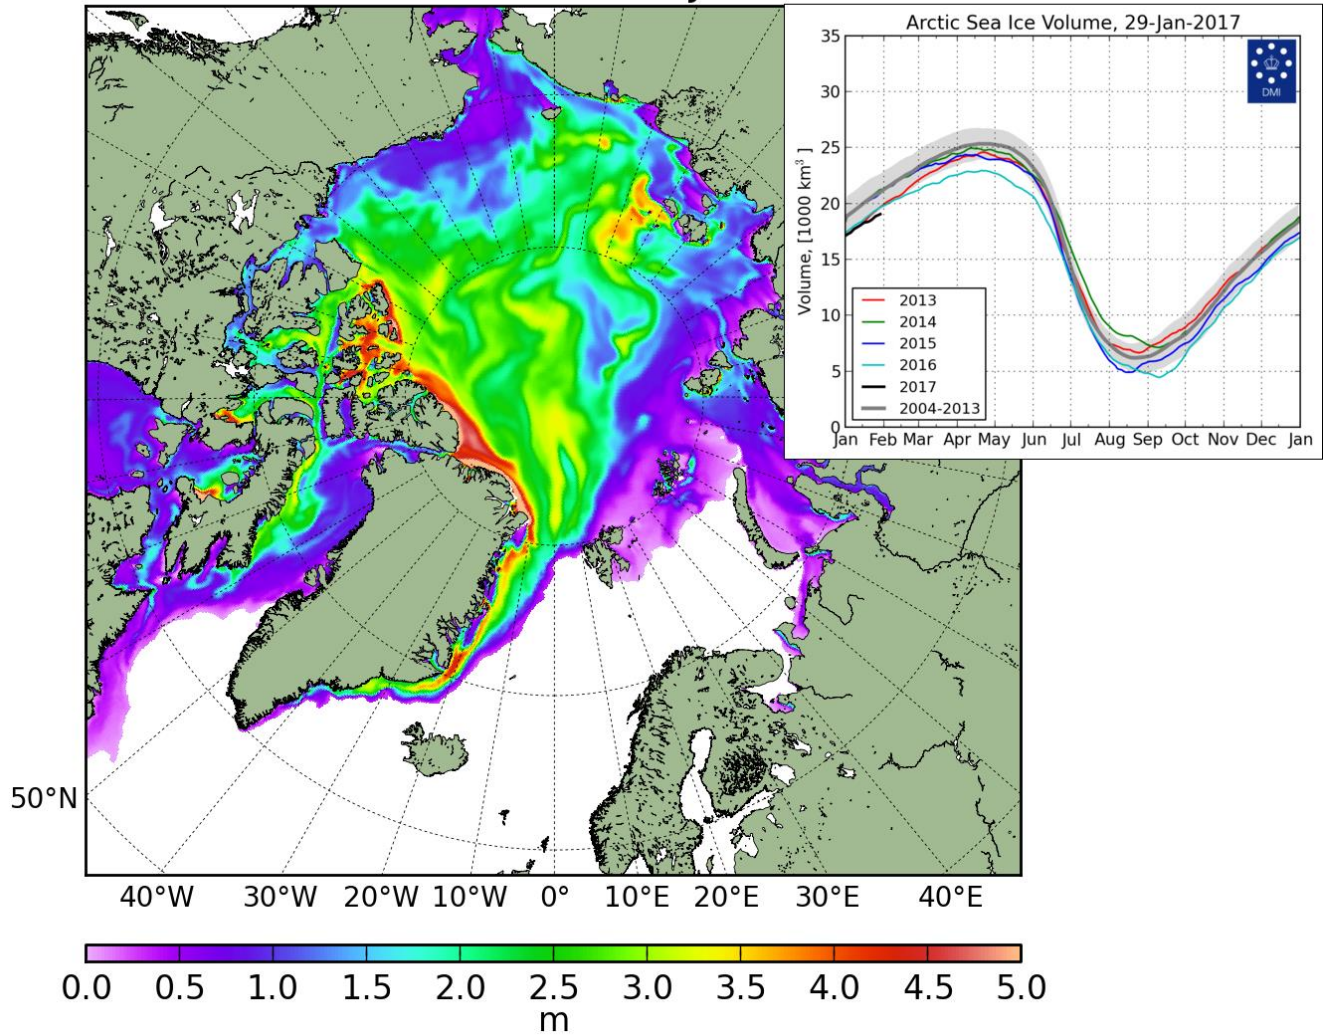 Arctic Sea Ice Volume, 29-Jan-2017
DMI
Volume, [1000 km³ ]
35
30
25
20
15
10
5
0
2013
2014
2015
2016
2017
2004-2013
Jan Feb Mar Apr May Jun Jul Aug Sep Oct Nov Dec Jan
50°N
40°W 30°W 20°W 10°W 0° 10°E 20°E 30°E 40°E
0.0 0.5 1.0 1.5 2.0 2.5 3.0 3.5 4.0 4.5 5.0
m